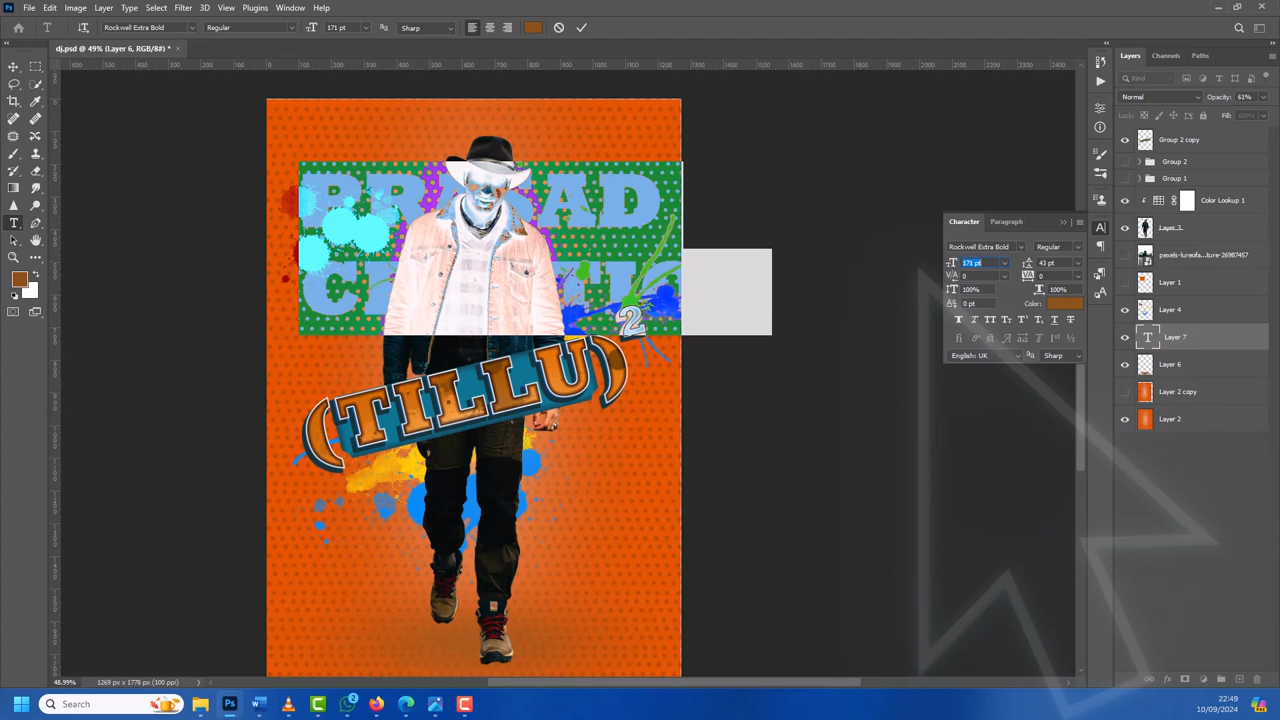 File Edit Image Layer Type Select Filter 3D View Plugins Window Help
Rockwell Extra Bold Regular 171 pt Sharp
dj.psd @ 49% (Layer 6, RGB/8#) *
Layers Channels Paths
Kind
Normal Opacity: 61%
Lock: Fill: 100%
Group 2 copy
Group 2
Group 1
Color Lookup 1
Layer 3
Layer 1
Layer 4
Layer 7
Layer 6
Layer 2 copy
Layer 2
Character Paragraph
Rockwell Extra Bold Regular
171 pt 43 pt
0 0
100% 100%
0 pt Color:
English: UK Sharp
(TILLU)
2
48.99% 1269 px x 1778 px (100 ppi)
Search
22:49
10/09/2024